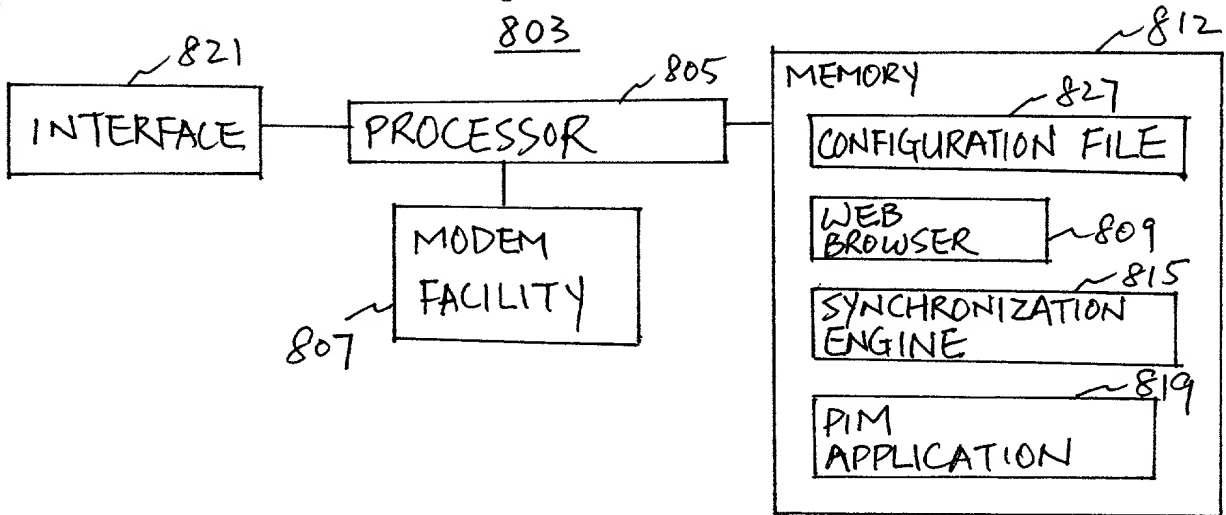 803
821
INTERFACE
805
PROCESSOR
MODEM
FACILITY
807
812
MEMORY
827
CONFIGURATION FILE
WEB
BROWSER
809
815
SYNCHRONIZATION
ENGINE
819
PIM
APPLICATION